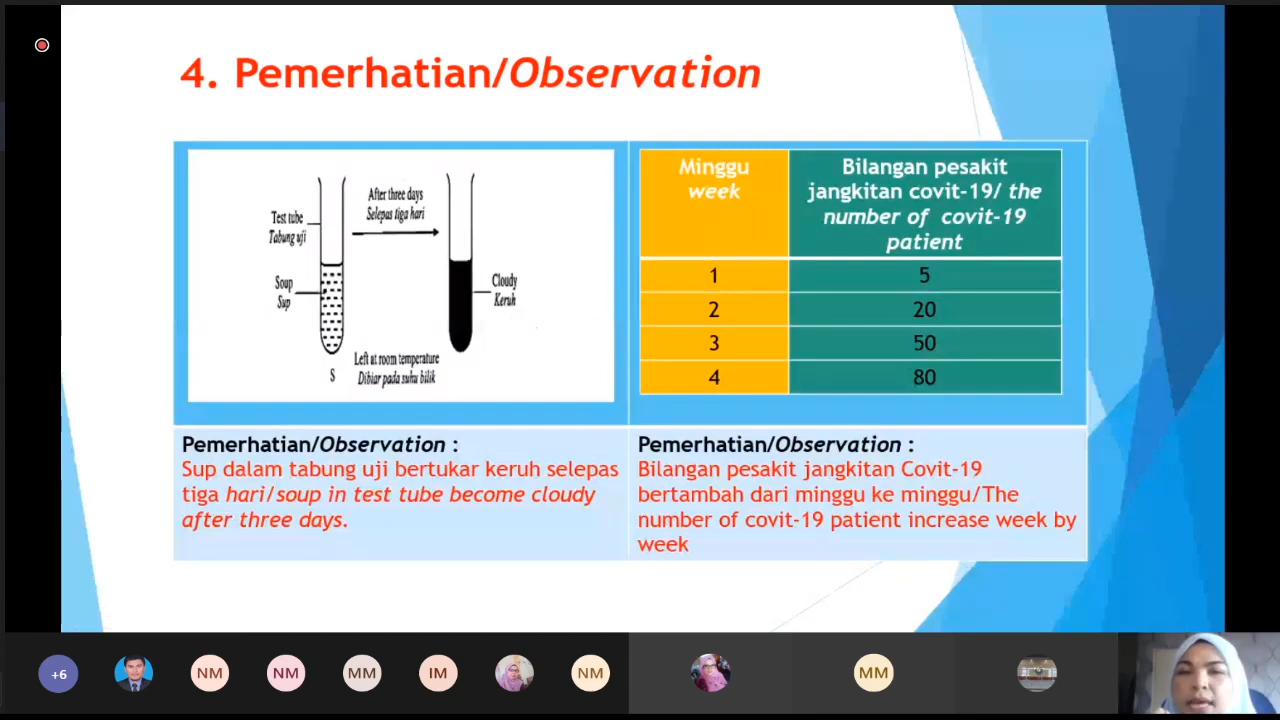 4. Pemerhatian/Observation
After three days
Selepas tiga hari
Test tube
Tabung uji
Soup
Sup
Cloudy
Keruh
Left at room temperature
Dibiar pada suhu bilik
S
Minggu
week
Bilangan pesakit
jangkitan covit-19/ the
number of covit-19
patient
1 5
2 20
3 50
4 80
Pemerhatian/Observation :
Sup dalam tabung uji bertukar keruh selepas
tiga hari/soup in test tube become cloudy
after three days.
Pemerhatian/Observation :
Bilangan pesakit jangkitan Covit-19
bertambah dari minggu ke minggu/The
number of covit-19 patient increase week by
week
+6
NM
NM
MM
IM
NM
MM